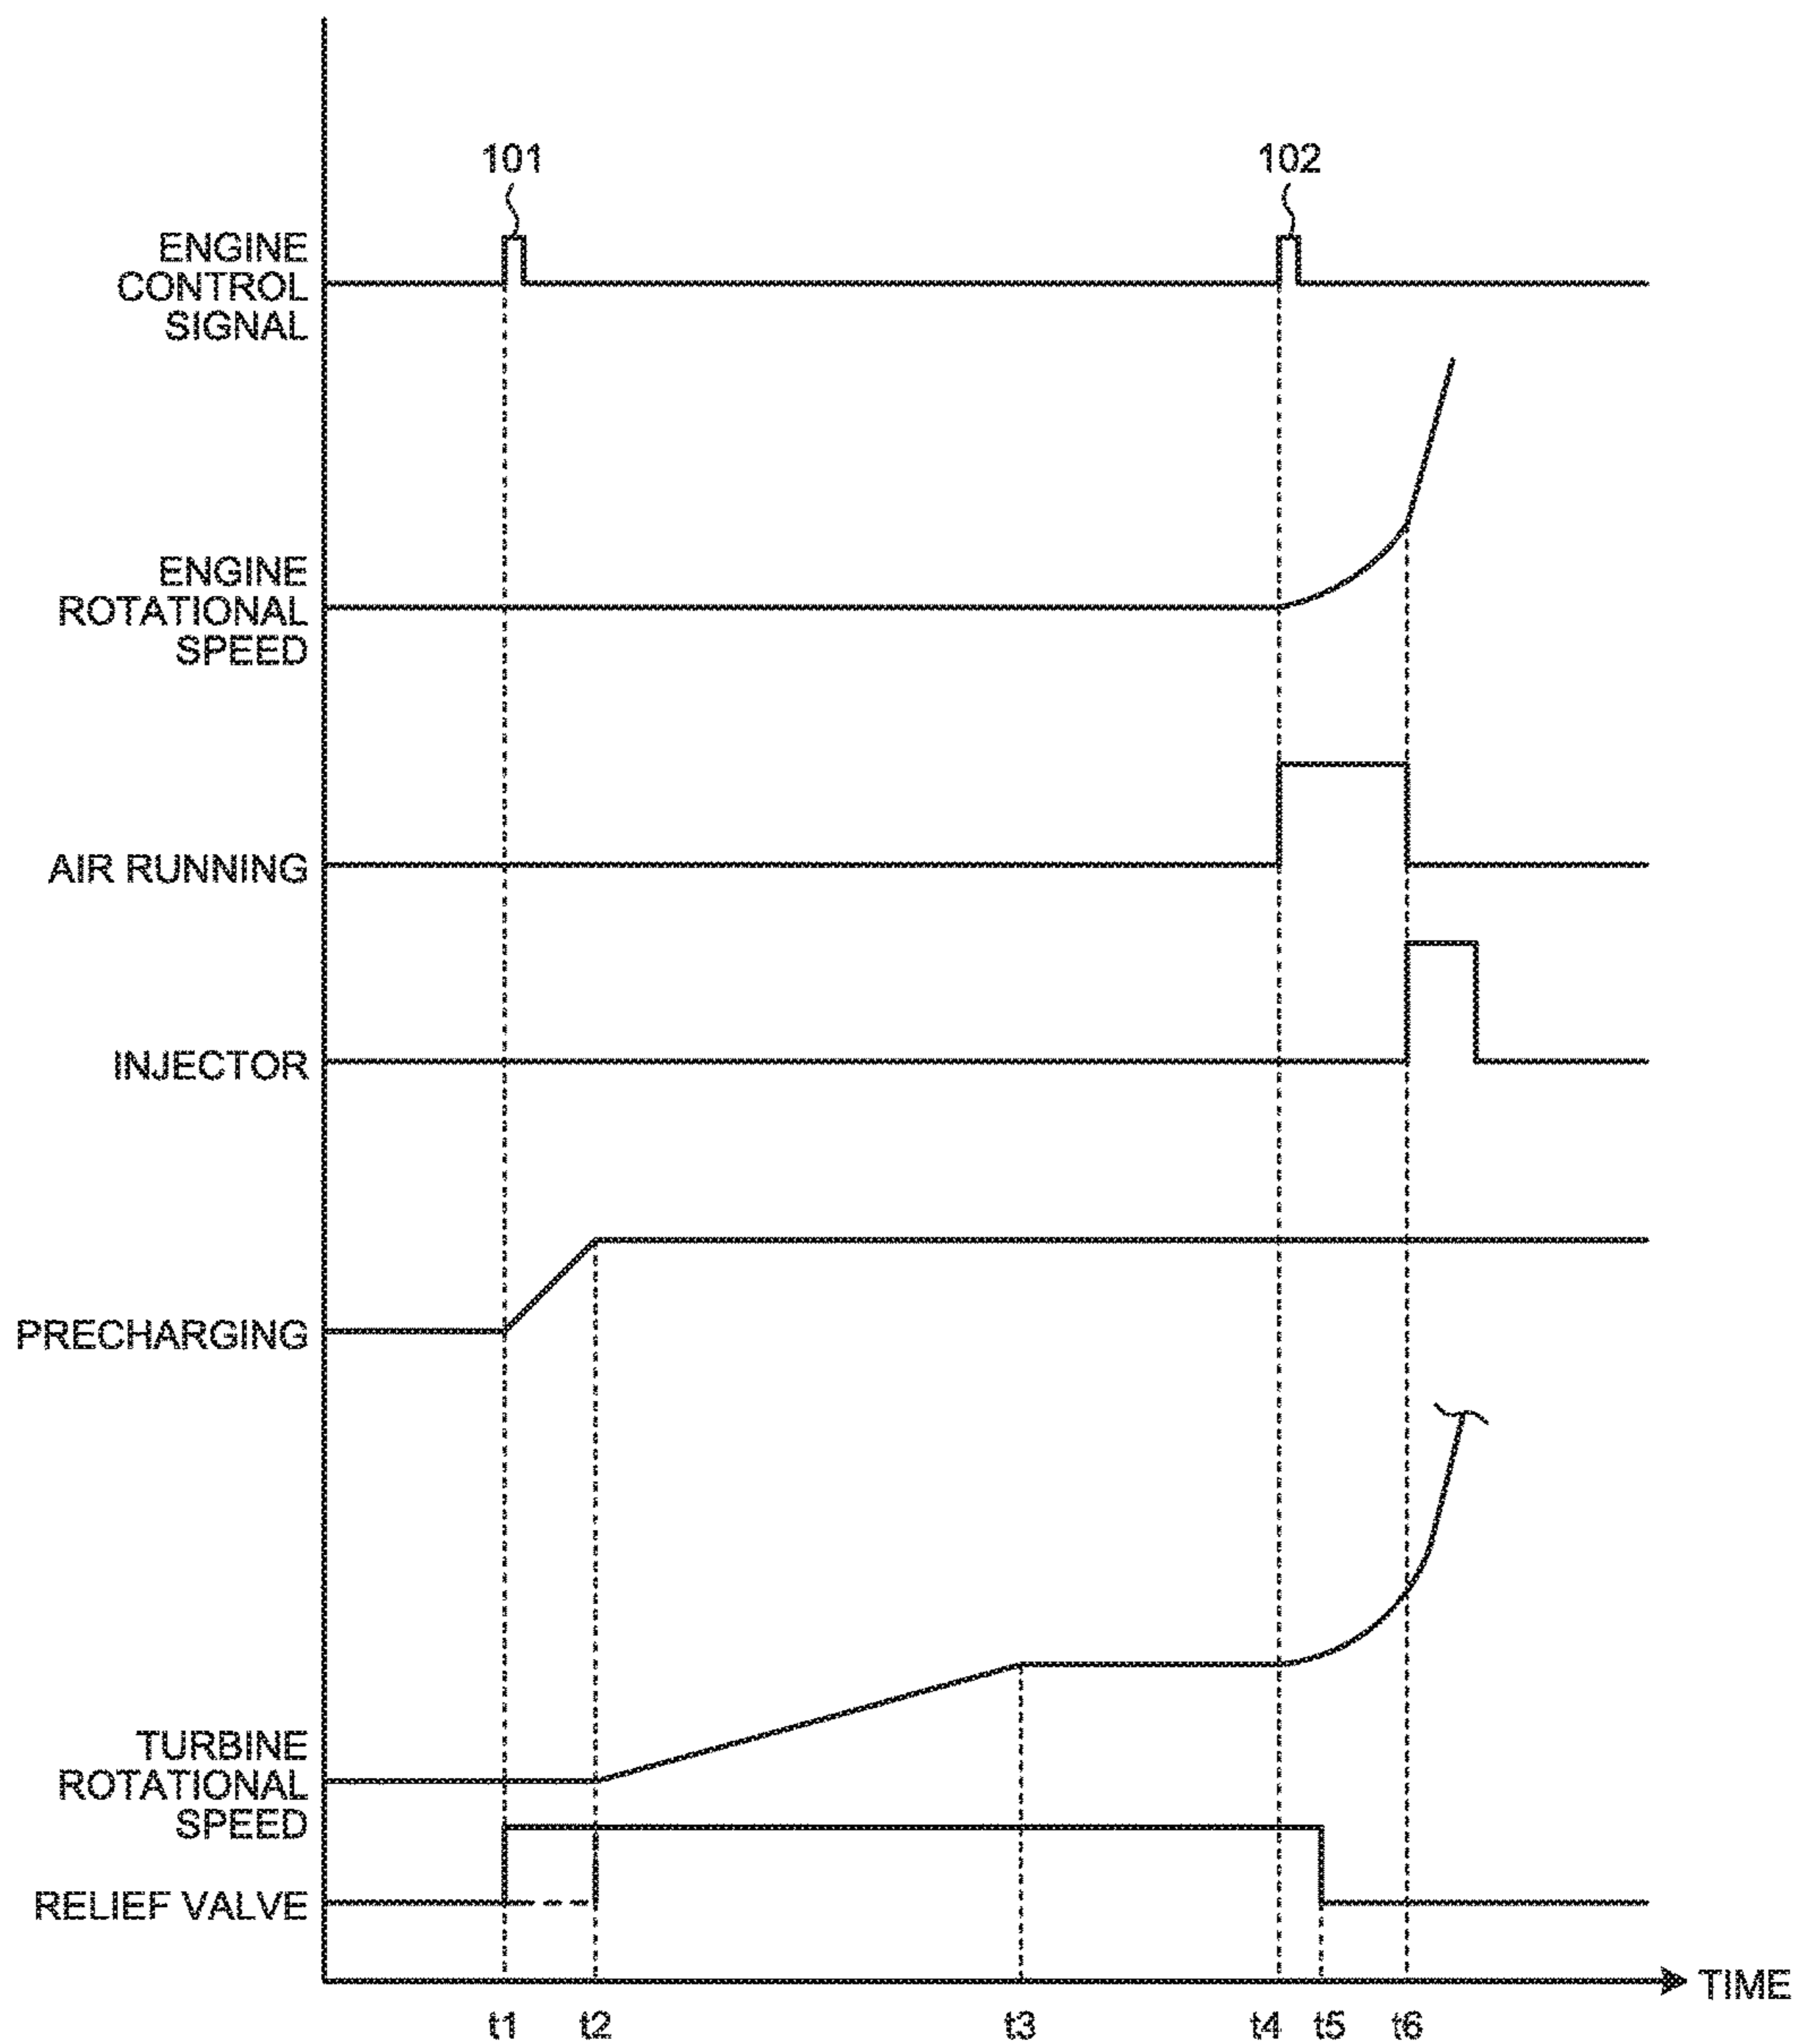 101
102
ENGINE
CONTROL
SIGNAL
ENGINE
ROTATIONAL
SPEED
AIR RUNNING
INJECTOR
PRECHARGING
TURBINE
ROTATIONAL
SPEED
RELIEF VALVE
TIME
t1 t2 t3 t4 t5 t6